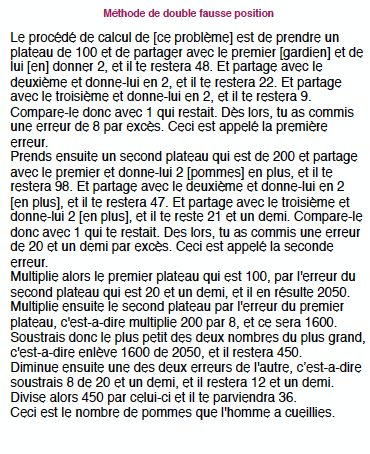 Méthode de double fausse position
Le procédé de calcul de [ce problème] est de prendre un
plateau de 100 et de partager avec le premier [gardien] et de
lui [en] donner 2, et il te restera 48. Et partage avec le
deuxième et donne-lui en 2, et il te restera 22. Et partage
avec le troisième et donne-lui en 2, et il te restera 9.
Compare-le donc avec 1 qui restait. Dès lors, tu as commis
une erreur de 8 par excès. Ceci est appelé la première
erreur.
Prends ensuite un second plateau qui est de 200 et partage
avec le premier et donne-lui 2 [pommes] en plus, et il te
restera 98. Et partage avec le deuxième et donne-lui en 2
[en plus], et il te restera 47. Et partage avec le troisième et
donne-lui 2 [en plus], et il te reste 21 et un demi. Compare-le
donc avec 1 qui te restait. Des lors, tu as commis une erreur
de 20 et un demi par excès. Ceci est appelé la seconde
erreur.
Multiplie alors le premier plateau qui est 100, par l'erreur du
second plateau qui est 20 et un demi, et il en résulte 2050.
Multiplie ensuite le second plateau par l'erreur du premier
plateau, c'est-a-dire multiplie 200 par 8, et ce sera 1600.
Soustrais donc le plus petit des deux nombres du plus grand,
c'est-a-dire enlève 1600 de 2050, et il restera 450.
Diminue ensuite une des deux erreurs de l'autre, c'est-a-dire
soustrais 8 de 20 et un demi, et il restera 12 et un demi.
Divise alors 450 par celui-ci et il te parviendra 36.
Ceci est le nombre de pommes que l'homme a cueillies.